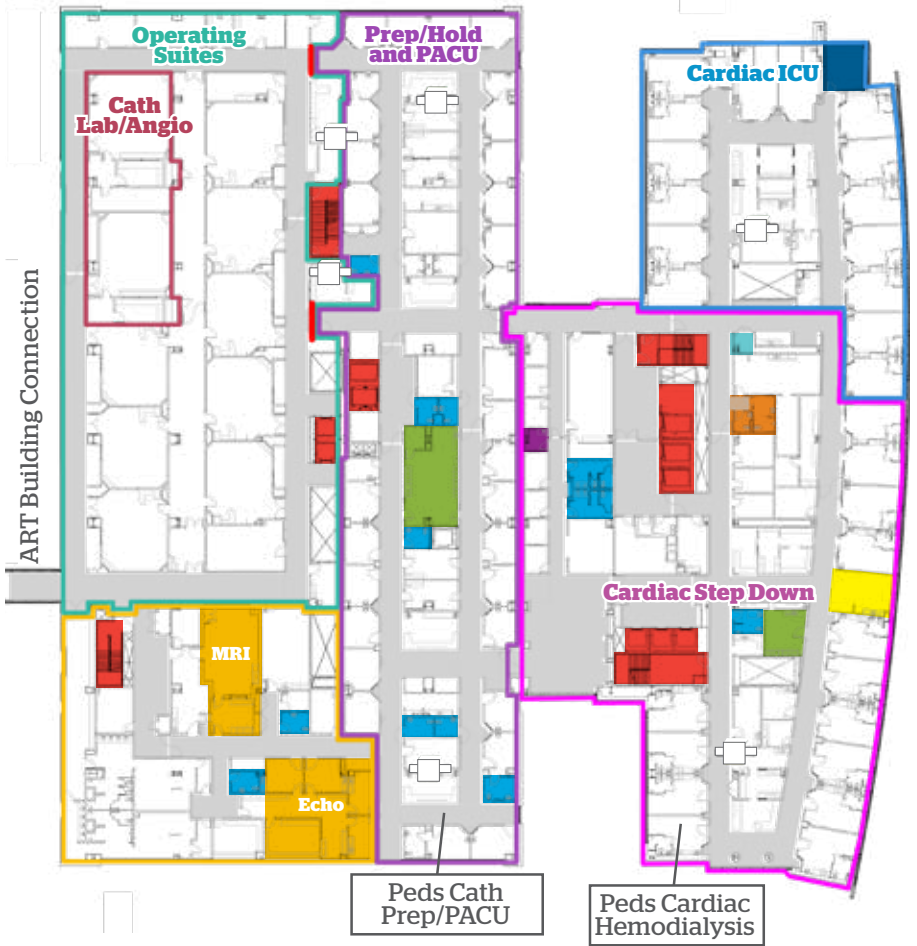 Operating
Suites
Prep/Hold
and PACU
Cardiac ICU
Cath
Lab/Angio
ART Building Connection
Cardiac Step Down
MRI
Echo
Peds Cath
Prep/PACU
Peds Cardiac
Hemodialysis